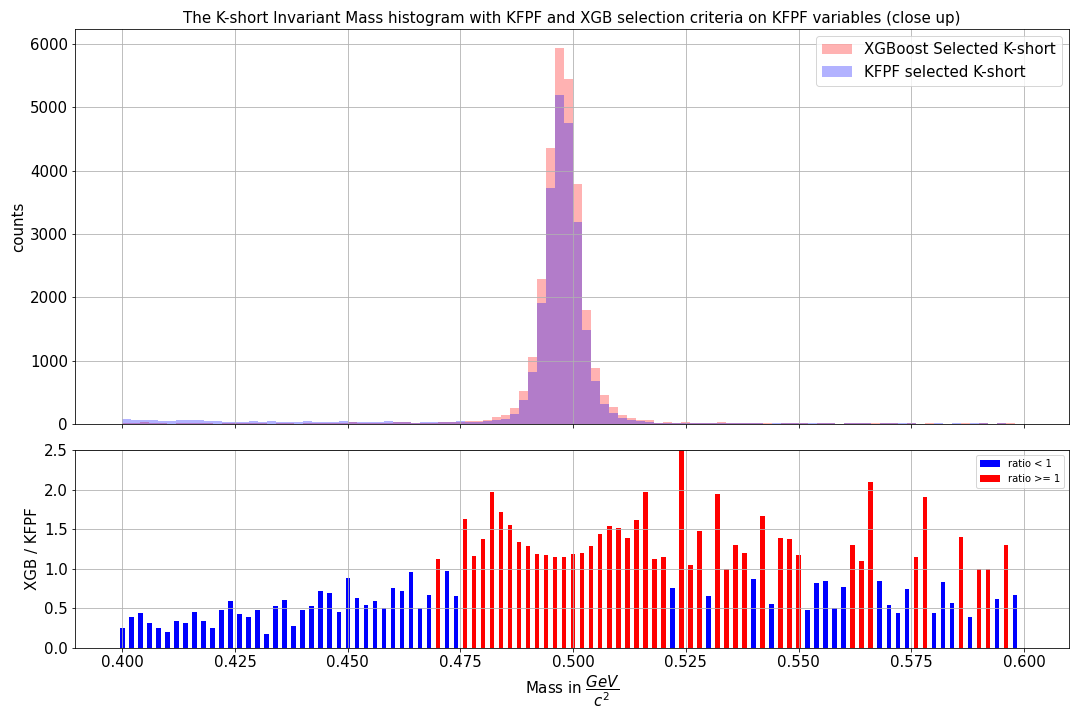 The K-short Invariant Mass histogram with KFPF and XGB selection criteria on KFPF variables (close up)
XGBoost Selected K-short
KFPF selected K-short
counts
6000
5000
4000
3000
2000
1000
0
ratio < 1
ratio >= 1
XGB / KFPF
2.5
2.0
1.5
1.0
0.5
0.0
0.400 0.425 0.450 0.475 0.500 0.525 0.550 0.575 0.600
Mass in GeV/c²